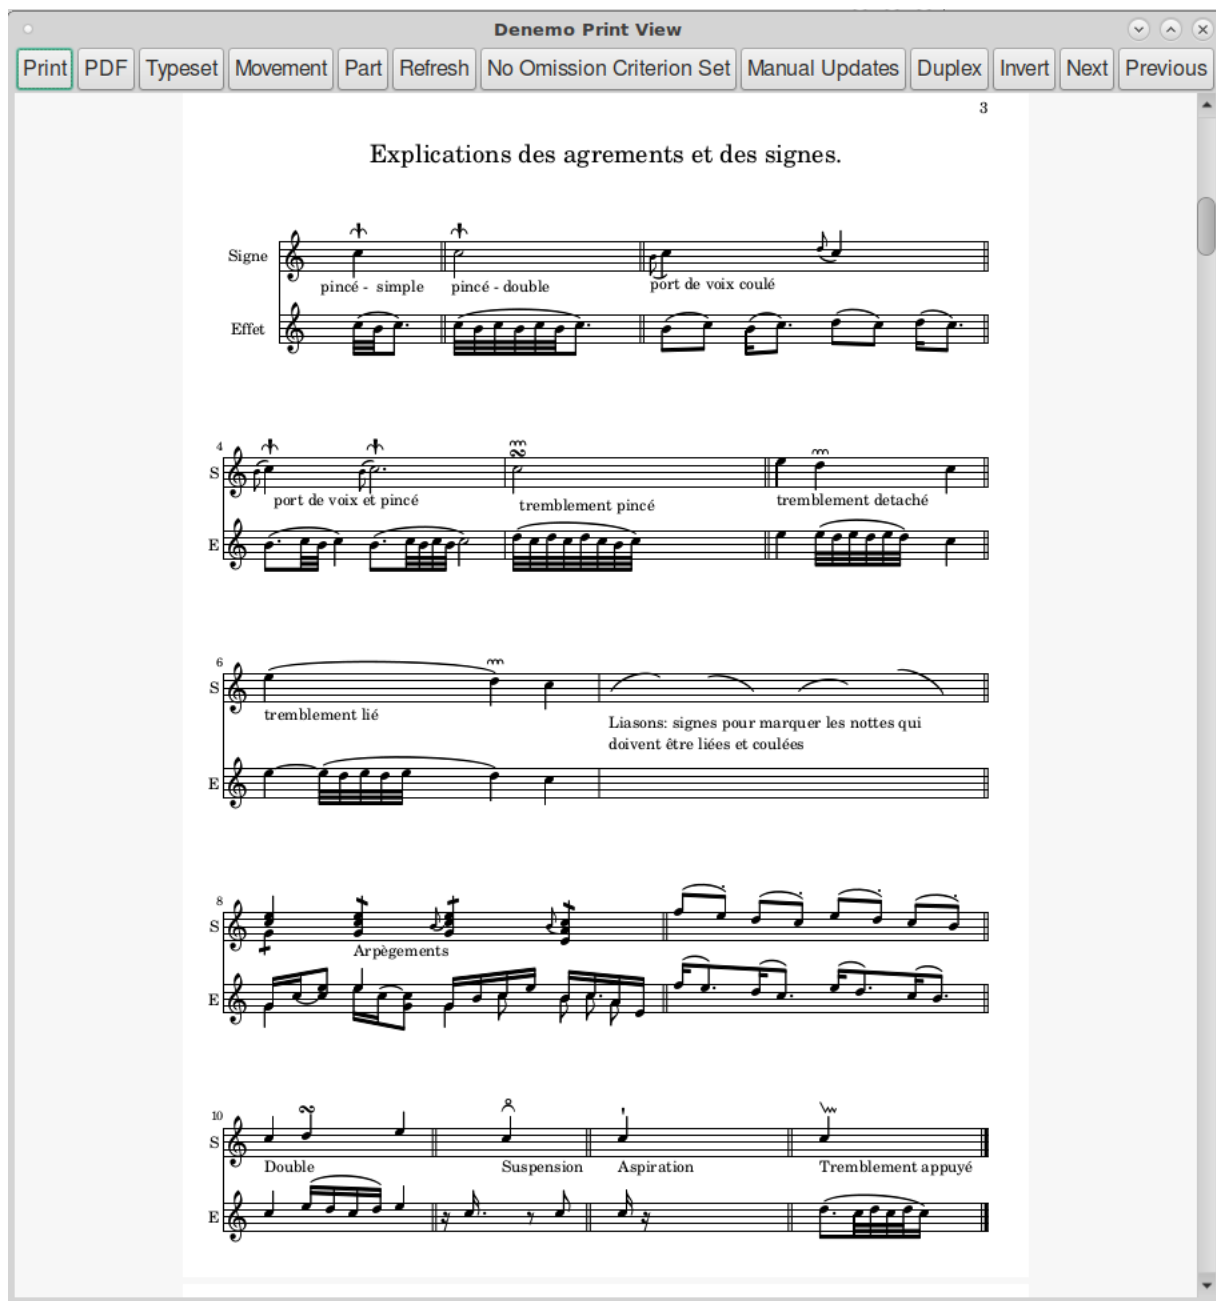 Denemo Print View
Print PDF Typeset Movement Part Refresh No Omission Criterion Set Manual Updates Duplex Invert Next Previous
3
Explications des agrements et des signes.
Signe
pincé - simple pincé - double port de voix coulé
Effet
4
S
port de voix et pincé tremblement pincé tremblement detaché
E
6
S
tremblement lié
Liasons: signes pour marquer les nottes qui
doivent être liées et coulées
E
8
S
Arpègements
E
10
S
Double Suspension Aspiration Tremblement appuyé
E